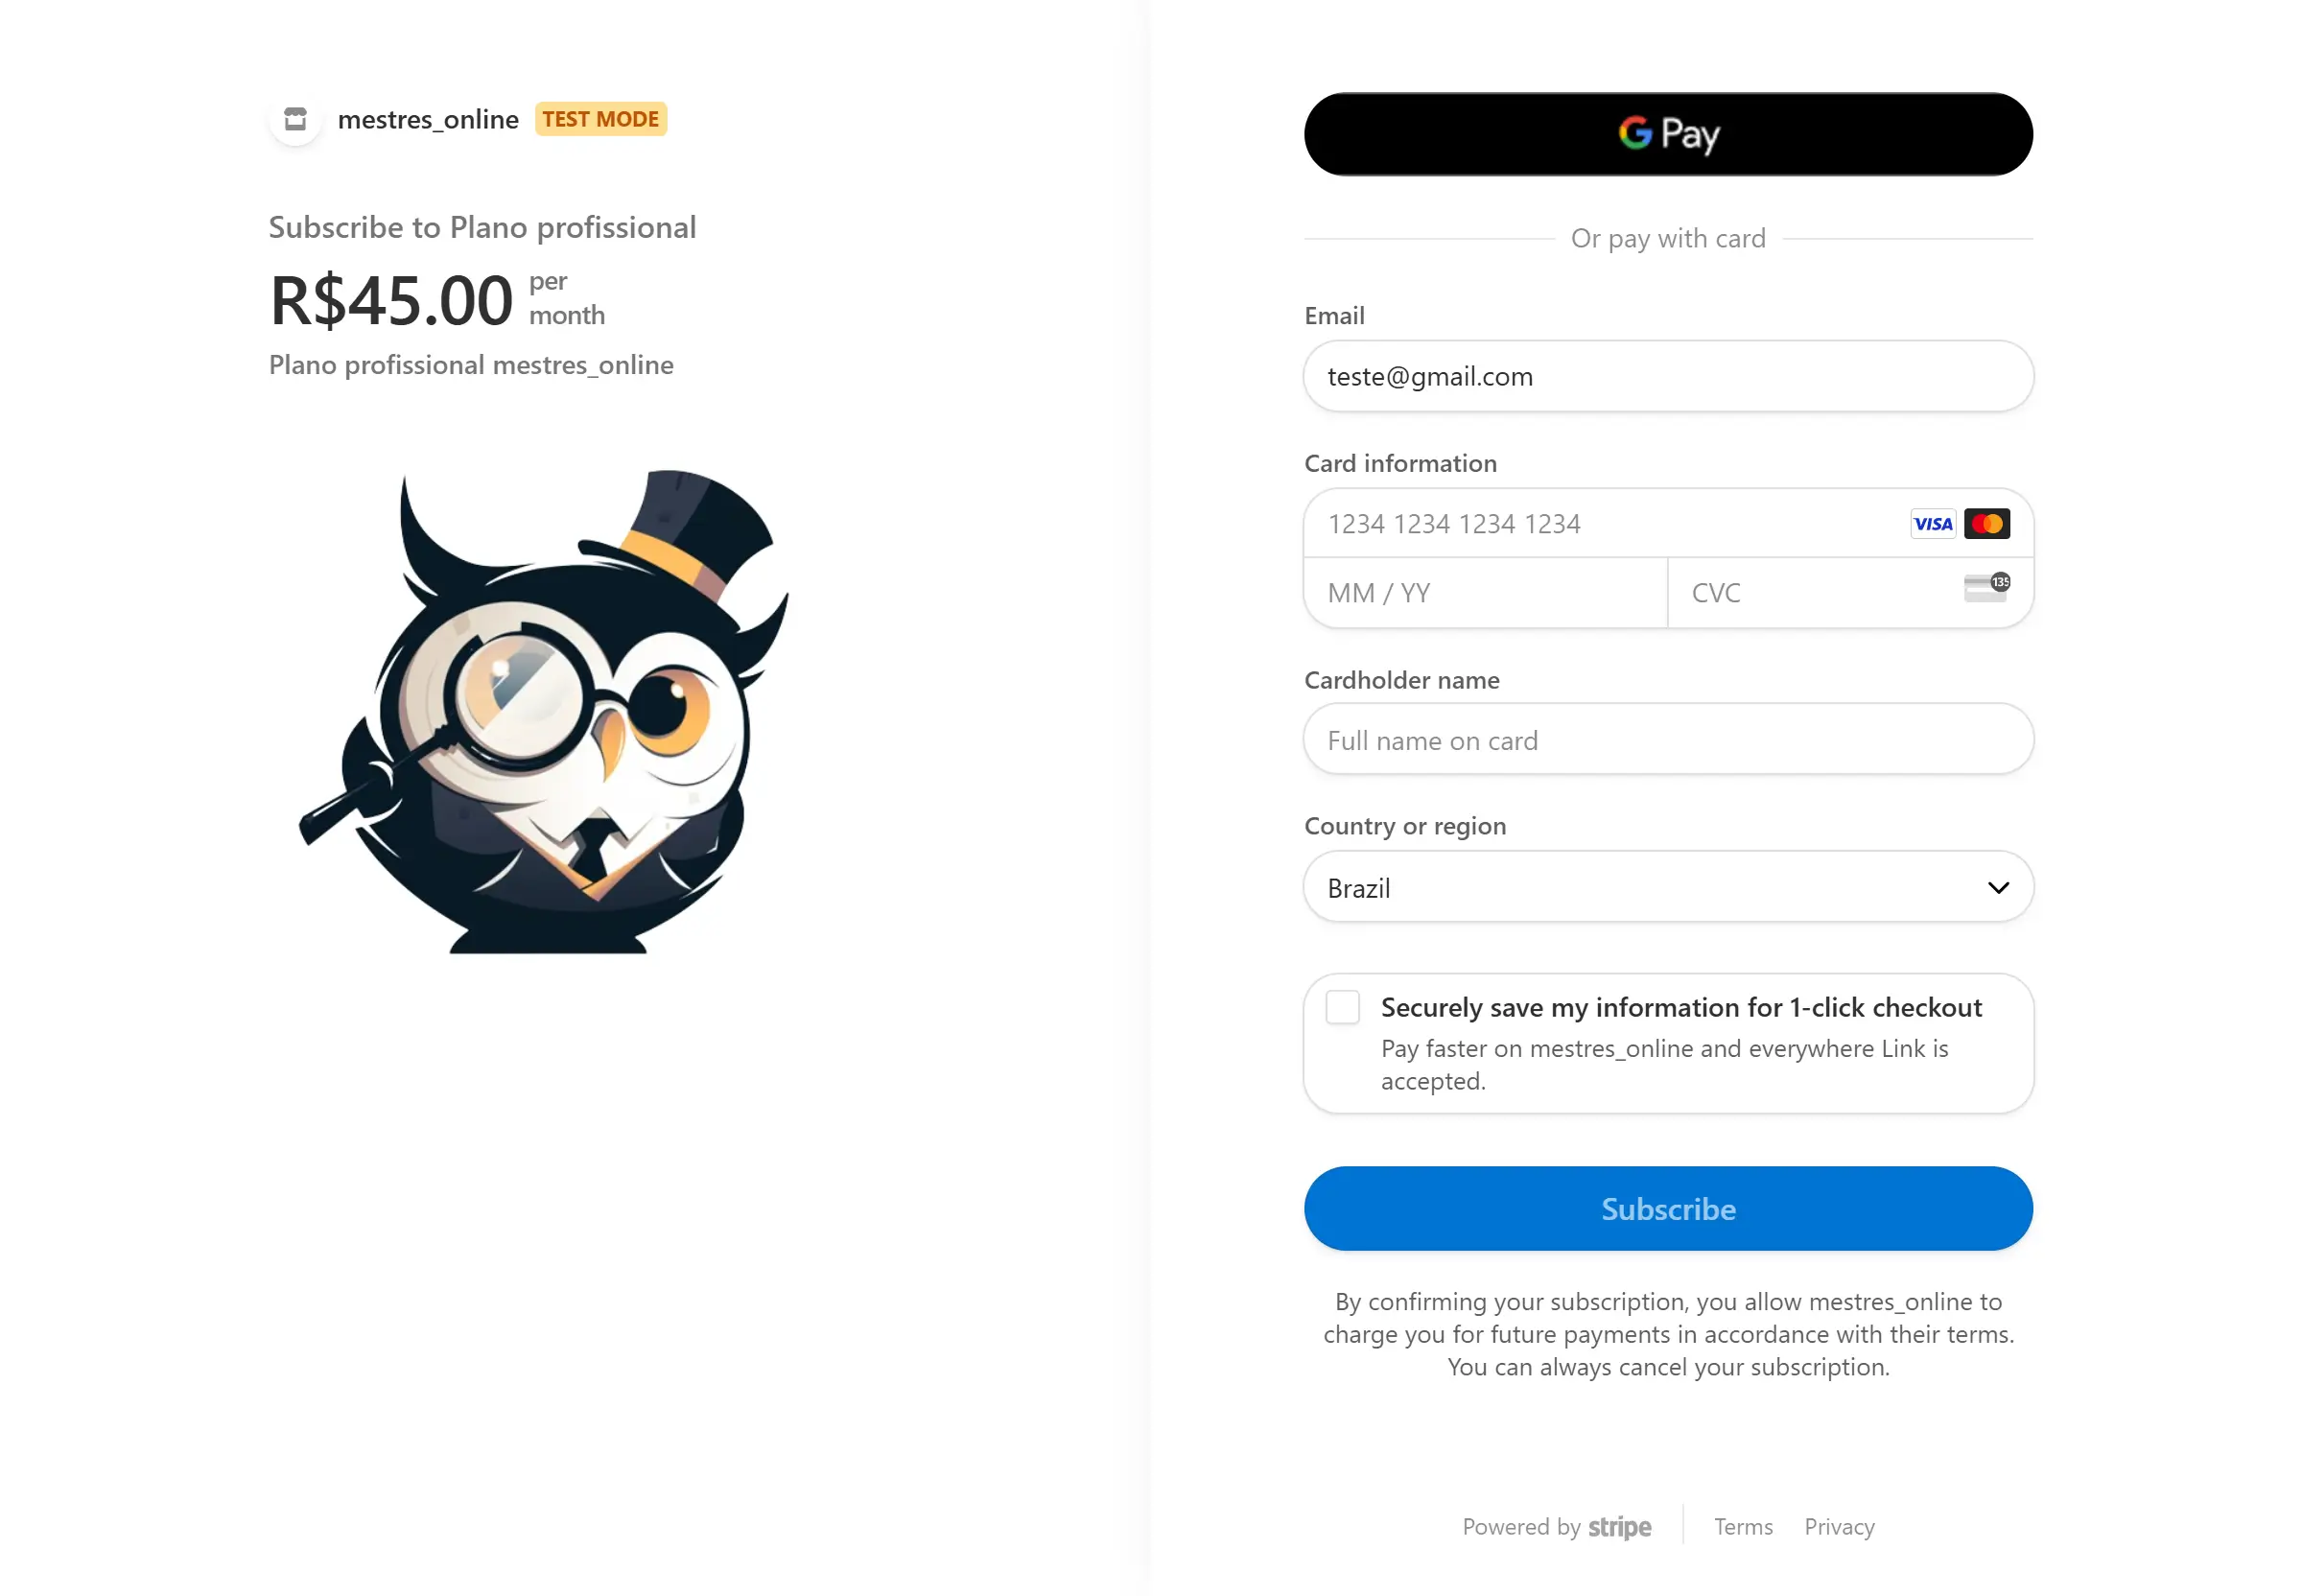 mestres_online TEST MODE
Subscribe to Plano profissional
R$45.00 per
month
Plano profissional mestres_online
G Pay
Or pay with card
Email
teste@gmail.com
Card information
1234 1234 1234 1234 VISA
MM / YY
CVC 135
Cardholder name
Full name on card
Country or region
Brazil
Securely save my information for 1-click checkout
Pay faster on mestres_online and everywhere Link is
accepted.
Subscribe
By confirming your subscription, you allow mestres_online to
charge you for future payments in accordance with their terms.
You can always cancel your subscription.
Powered by stripe
Terms
Privacy